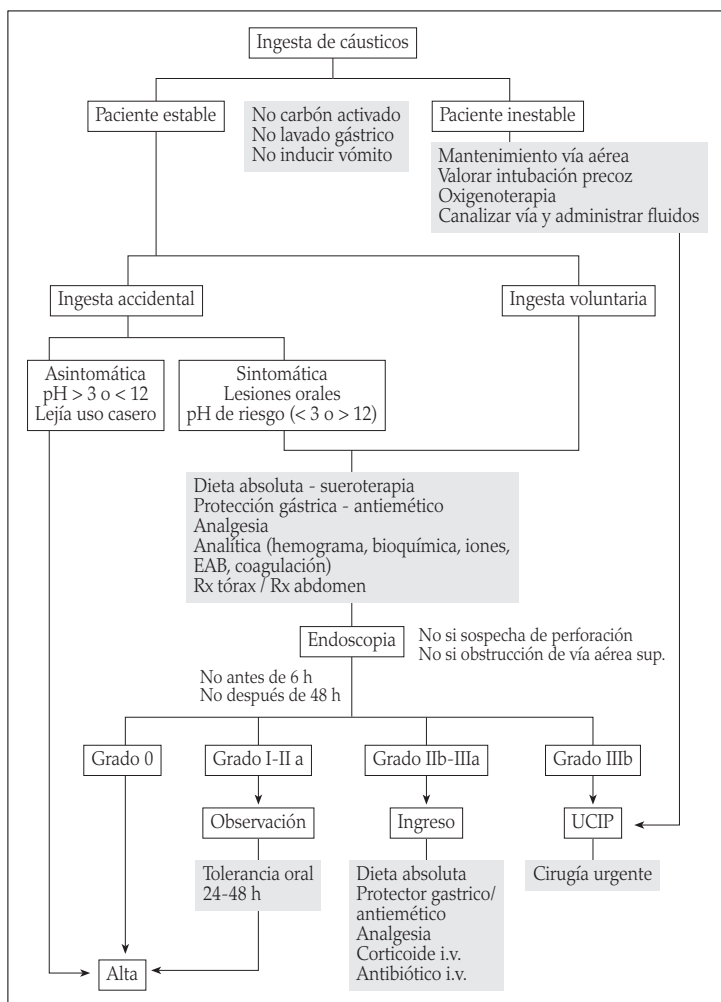 Ingesta de cáusticos
Paciente estable
No carbón activado
No lavado gástrico
No inducir vómito
Paciente inestable
Mantenimiento vía aérea
Valorar intubación precoz
Oxigenoterapia
Canalizar vía y administrar fluidos
Ingesta accidental
Ingesta voluntaria
Asintomática
pH > 3 o < 12
Lejía uso casero
Sintomática
Lesiones orales
pH de riesgo (< 3 o > 12)
Dieta absoluta - sueroterapia
Protección gástrica - antiemético
Analgesia
Analítica (hemograma, bioquímica, iones,
EAB, coagulación)
Rx tórax / Rx abdomen
Endoscopia
No si sospecha de perforación
No si obstrucción de vía aérea sup.
No antes de 6 h
No después de 48 h
Grado 0
Grado I-II a
Grado IIb-IIIa
Grado IIIb
Observación
Ingreso
UCIP
Tolerancia oral
24-48 h
Dieta absoluta
Protector gastrico/
antiemético
Analgesia
Corticoide i.v.
Antibiótico i.v.
Cirugía urgente
Alta